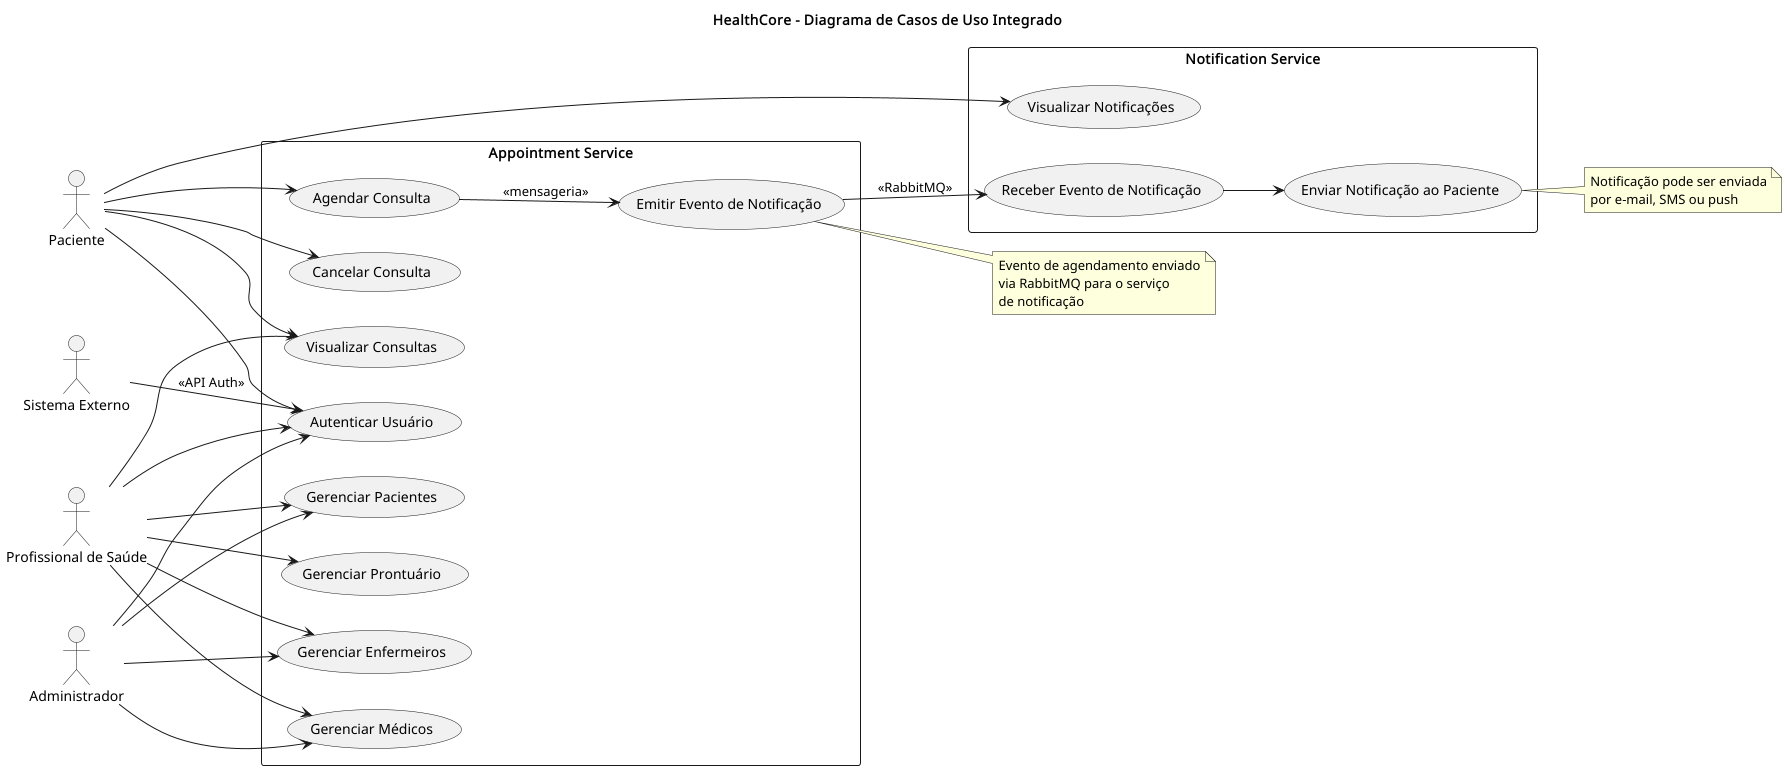 HealthCore - Diagrama de Casos de Uso Integrado
Notification Service
Visualizar Notificações
Appointment Service
Paciente
Agendar Consulta
«mensageria»
Emitir Evento de Notificação
«RabbitMQ»
Receber Evento de Notificação
Enviar Notificação ao Paciente
Notificação pode ser enviada
por e-mail, SMS ou push
Cancelar Consulta
Evento de agendamento enviado
via RabbitMQ para o serviço
de notificação
Visualizar Consultas
Sistema Externo
«API Auth»
Autenticar Usuário
Gerenciar Pacientes
Profissional de Saúde
Gerenciar Prontuário
Gerenciar Enfermeiros
Administrador
Gerenciar Médicos